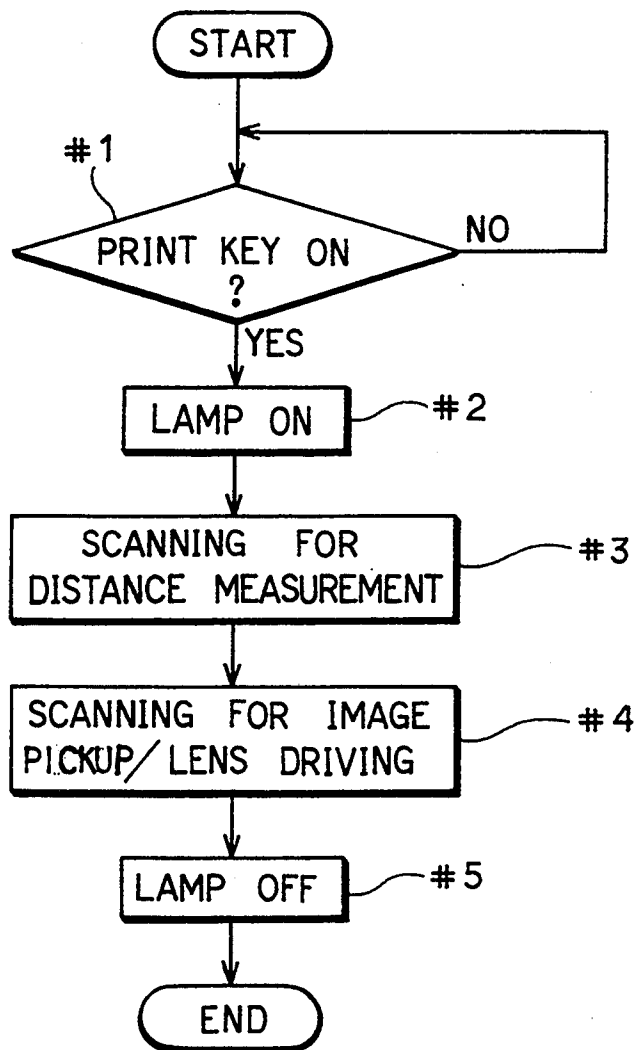 START
#1
PRINT KEY ON
?
NO
YES
LAMP ON
#2
SCANNING FOR
DISTANCE MEASUREMENT
#3
SCANNING FOR IMAGE
PICKUP/LENS DRIVING
#4
LAMP OFF
#5
END